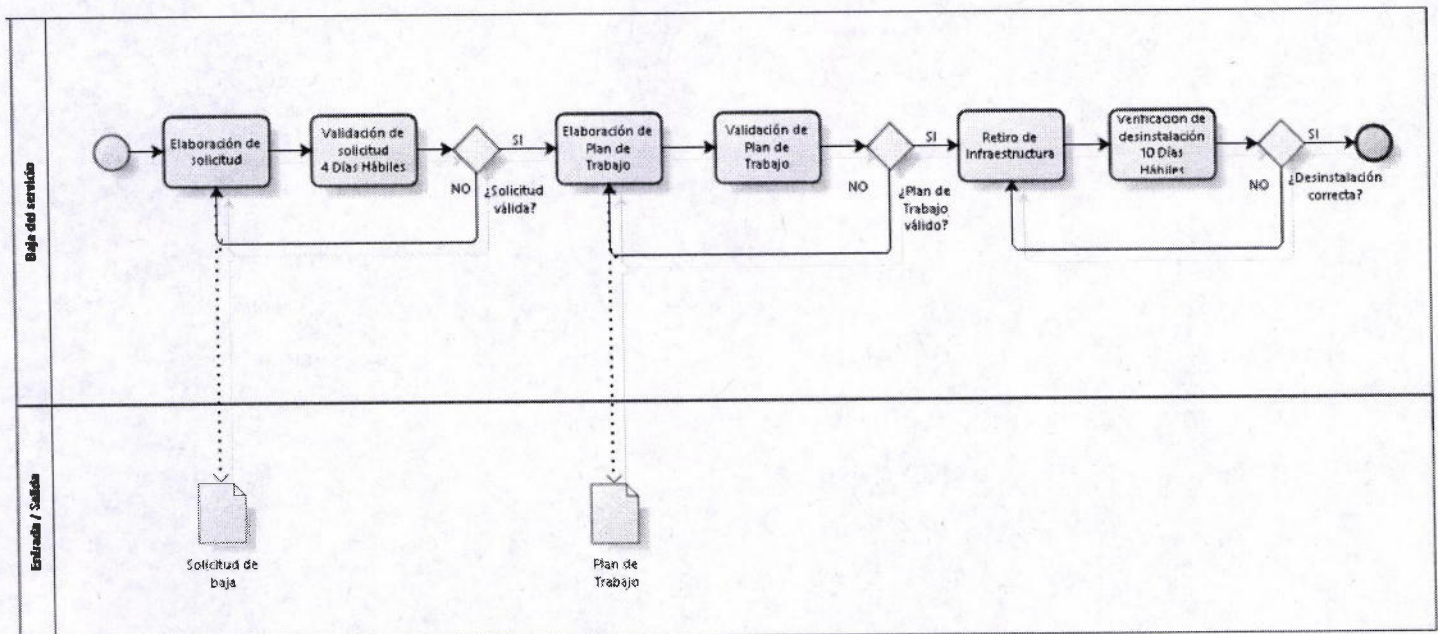 Baja del servicio
Elaboración de
solicitud
Validación de
solicitud
4 Días Hábiles
SI
NO
¿Solicitud
válida?
Elaboración de
Plan de
Trabajo
Validación de
Plan de
Trabajo
SI
NO
¿Plan de
Trabajo
válido?
Retiro de
Infraestructura
Verificación de
desinstalación
10 Días
Hábiles
SI
NO
¿Desinstalación
correcta?
Entrada / Salida
Solicitud de
baja
Plan de
Trabajo